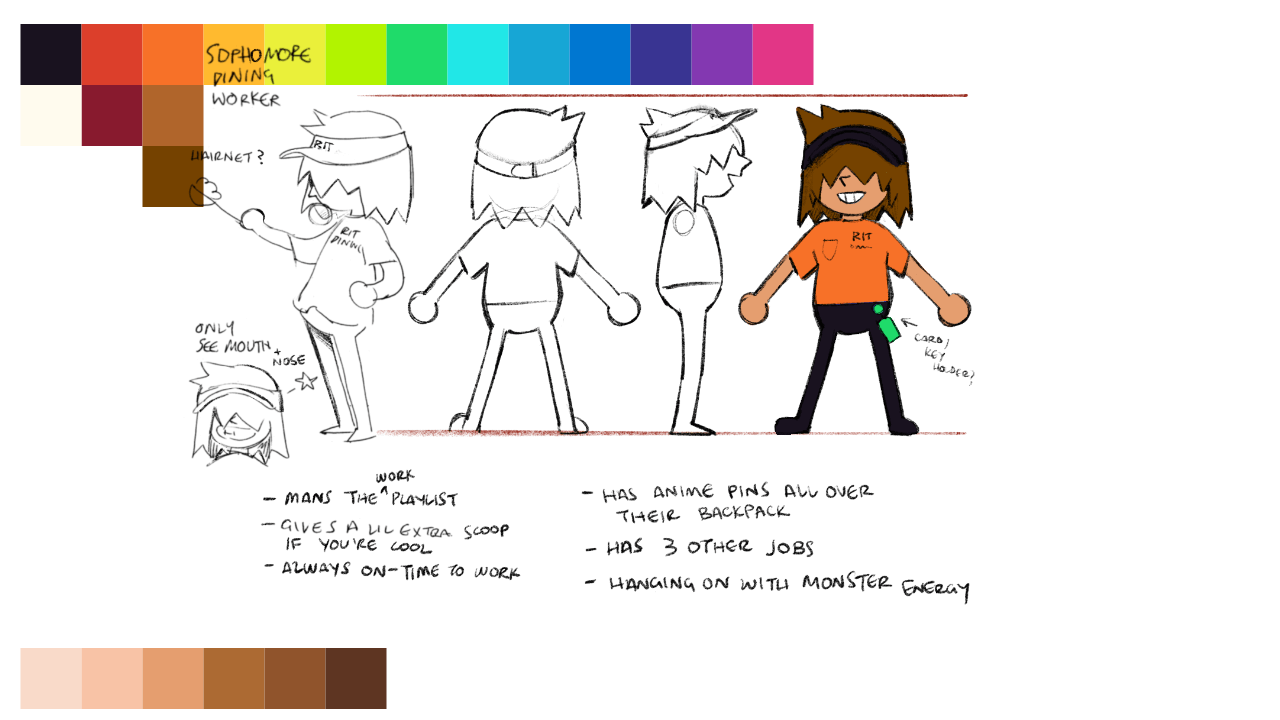 SOPHOMORE
DINING
WORKER
HAIRNET?
RIT
RIT
DINING
RIT
ONLY
SEE MOUTH
+ NOSE
CARD/
KEY
HOLDER?
- MANS THE ^WORK PLAYLIST
- GIVES A LIL EXTRA SCOOP
IF YOU'RE COOL
- ALWAYS ON-TIME TO WORK
- HAS ANIME PINS ALL OVER
THEIR BACKPACK
- HAS 3 OTHER JOBS
- HANGING ON WITH MONSTER ENERGY